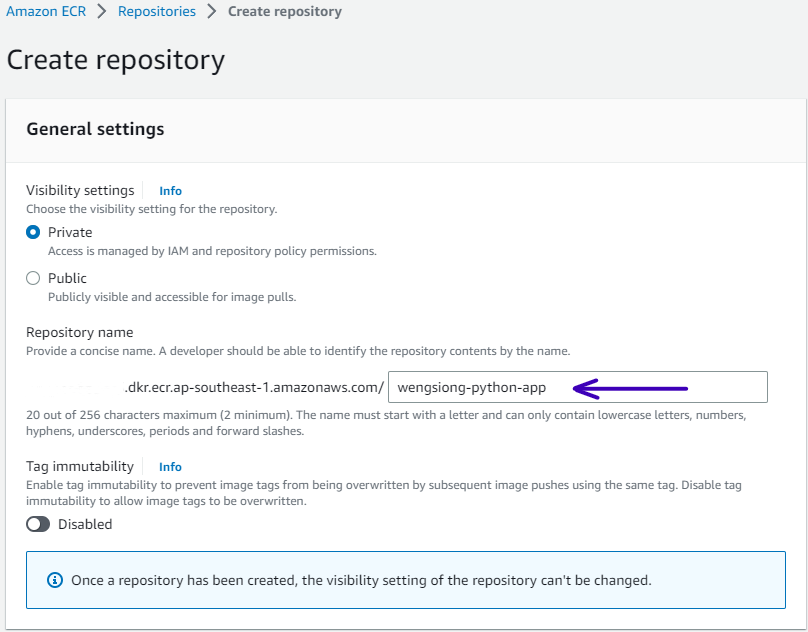 Amazon ECR > Repositories > Create repository
Create repository
General settings
Visibility settings Info
Choose the visibility setting for the repository.
Private
Access is managed by IAM and repository policy permissions.
Public
Publicly visible and accessible for image pulls.
Repository name
Provide a concise name. A developer should be able to identify the repository contents by the name.
.dkr.ecr.ap-southeast-1.amazonaws.com/ wengsiong-python-app
20 out of 256 characters maximum (2 minimum). The name must start with a letter and can only contain lowercase letters, numbers,
hyphens, underscores, periods and forward slashes.
Tag immutability Info
Enable tag immutability to prevent image tags from being overwritten by subsequent image pushes using the same tag. Disable tag
immutability to allow image tags to be overwritten.
Disabled
Once a repository has been created, the visibility setting of the repository can't be changed.